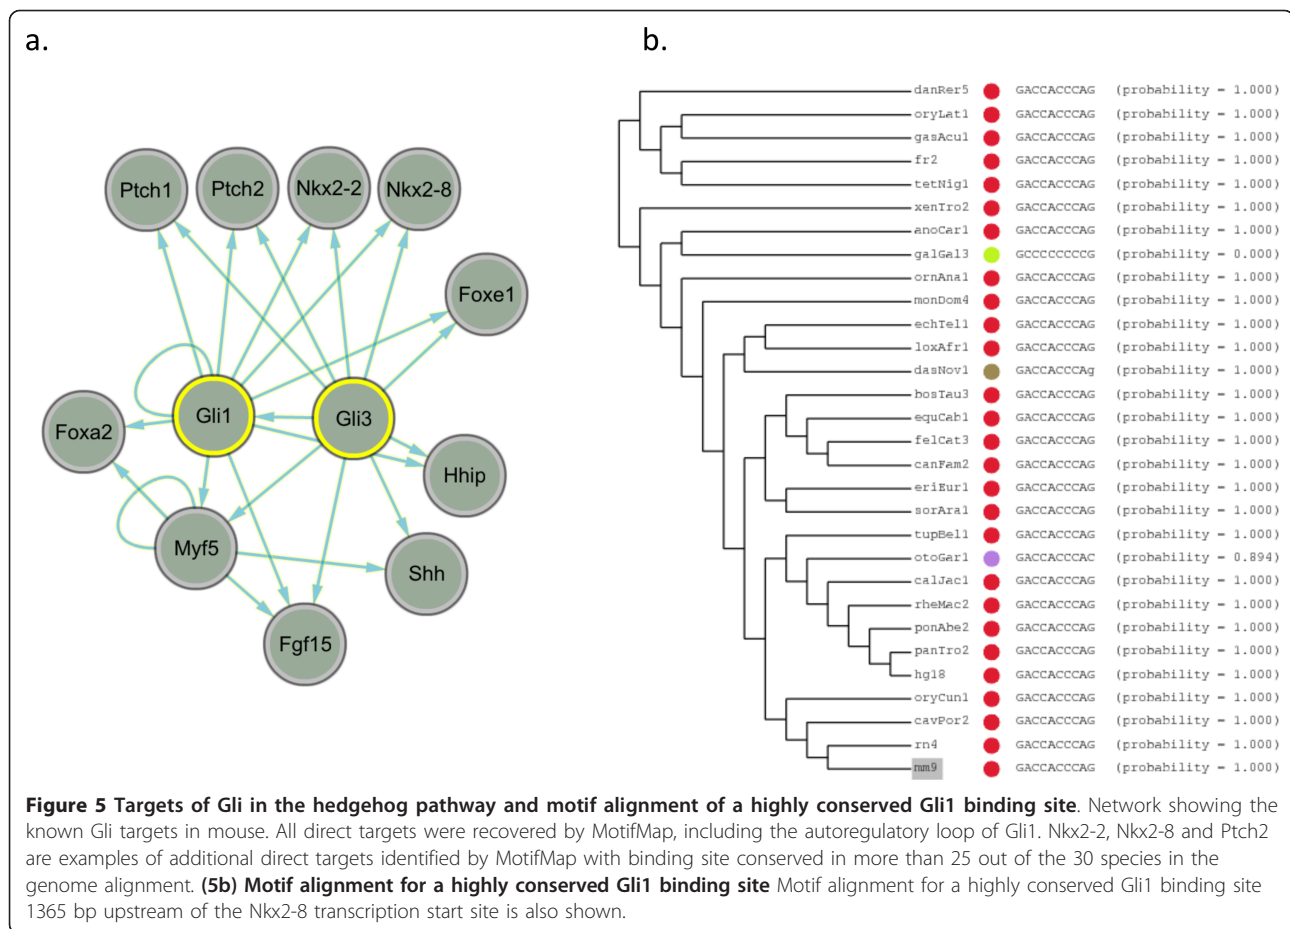 a.
b.
Ptch1
Ptch2
Nkx2-2
Nkx2-8
Foxe1
Gli1
Gli3
Foxa2
Hhip
Myf5
Shh
Fgf15
danRer5 GACCACCCAG (probability = 1.000)
oryLat1 GACCACCCAG (probability = 1.000)
gasAcu1 GACCACCCAG (probability = 1.000)
fr2 GACCACCCAG (probability = 1.000)
tetNig1 GACCACCCAG (probability = 1.000)
xenTro2 GACCACCCAG (probability = 1.000)
anoCar1 GACCACCCAG (probability = 1.000)
galGal3 GCCCCCCCCG (probability = 0.000)
ornAna1 GACCACCCAG (probability = 1.000)
monDom4 GACCACCCAG (probability = 1.000)
echTel1 GACCACCCAG (probability = 1.000)
loxAfr1 GACCACCCAG (probability = 1.000)
dasNov1 GACCACCCAg (probability = 1.000)
bosTau3 GACCACCCAG (probability = 1.000)
equCab1 GACCACCCAG (probability = 1.000)
felCat3 GACCACCCAG (probability = 1.000)
canFam2 GACCACCCAG (probability = 1.000)
eriEur1 GACCACCCAG (probability = 1.000)
sorAra1 GACCACCCAG (probability = 1.000)
tupBel1 GACCACCCAG (probability = 1.000)
otoGar1 GACCACCCAC (probability = 0.894)
calJac1 GACCACCCAG (probability = 1.000)
rheMac2 GACCACCCAG (probability = 1.000)
ponAbe2 GACCACCCAG (probability = 1.000)
panTro2 GACCACCCAG (probability = 1.000)
hg18 GACCACCCAG (probability = 1.000)
oryCun1 GACCACCCAG (probability = 1.000)
cavPor2 GACCACCCAG (probability = 1.000)
rn4 GACCACCCAG (probability = 1.000)
mm9 GACCACCCAG (probability = 1.000)
Figure 5 Targets of Gli in the hedgehog pathway and motif alignment of a highly conserved Gli1 binding site. Network showing the
known Gli targets in mouse. All direct targets were recovered by MotifMap, including the autoregulatory loop of Gli1. Nkx2-2, Nkx2-8 and Ptch2
are examples of additional direct targets identified by MotifMap with binding site conserved in more than 25 out of the 30 species in the
genome alignment. (5b) Motif alignment for a highly conserved Gli1 binding site Motif alignment for a highly conserved Gli1 binding site
1365 bp upstream of the Nkx2-8 transcription start site is also shown.